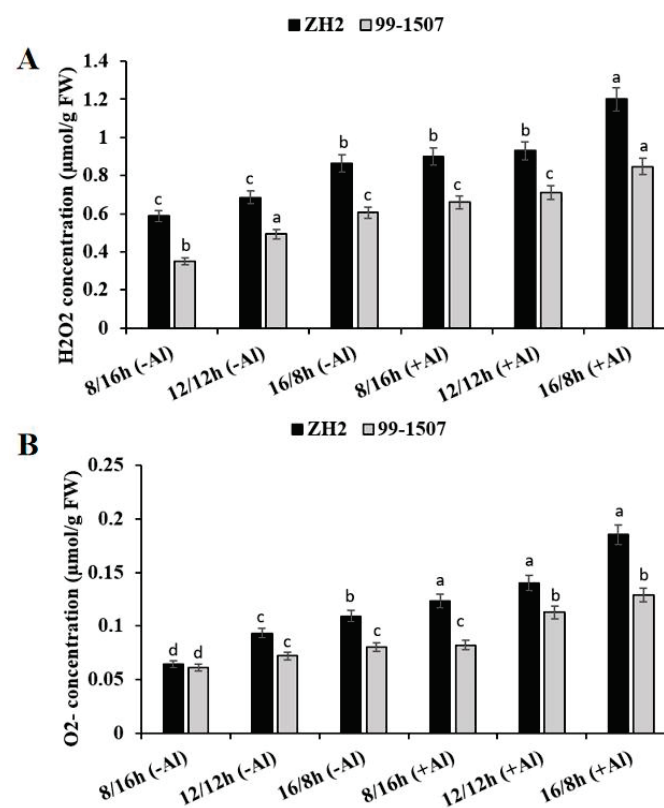 ZH2 99-1507
A
H2O2 concentration (µmol/g FW)
1.4
1.2
1
0.8
0.6
0.4
0.2
0
c b c a b c b c b c a a
8/16h (-Al) 12/12h (-Al) 16/8h (-Al) 8/16h (+Al) 12/12h (+Al) 16/8h (+Al)
ZH2 99-1507
B
O2- concentration (µmol/g FW)
0.25
0.2
0.15
0.1
0.05
0
d d c c b c a c a b a b
8/16h (-Al) 12/12h (-Al) 16/8h (-Al) 8/16h (+Al) 12/12h (+Al) 16/8h (+Al)